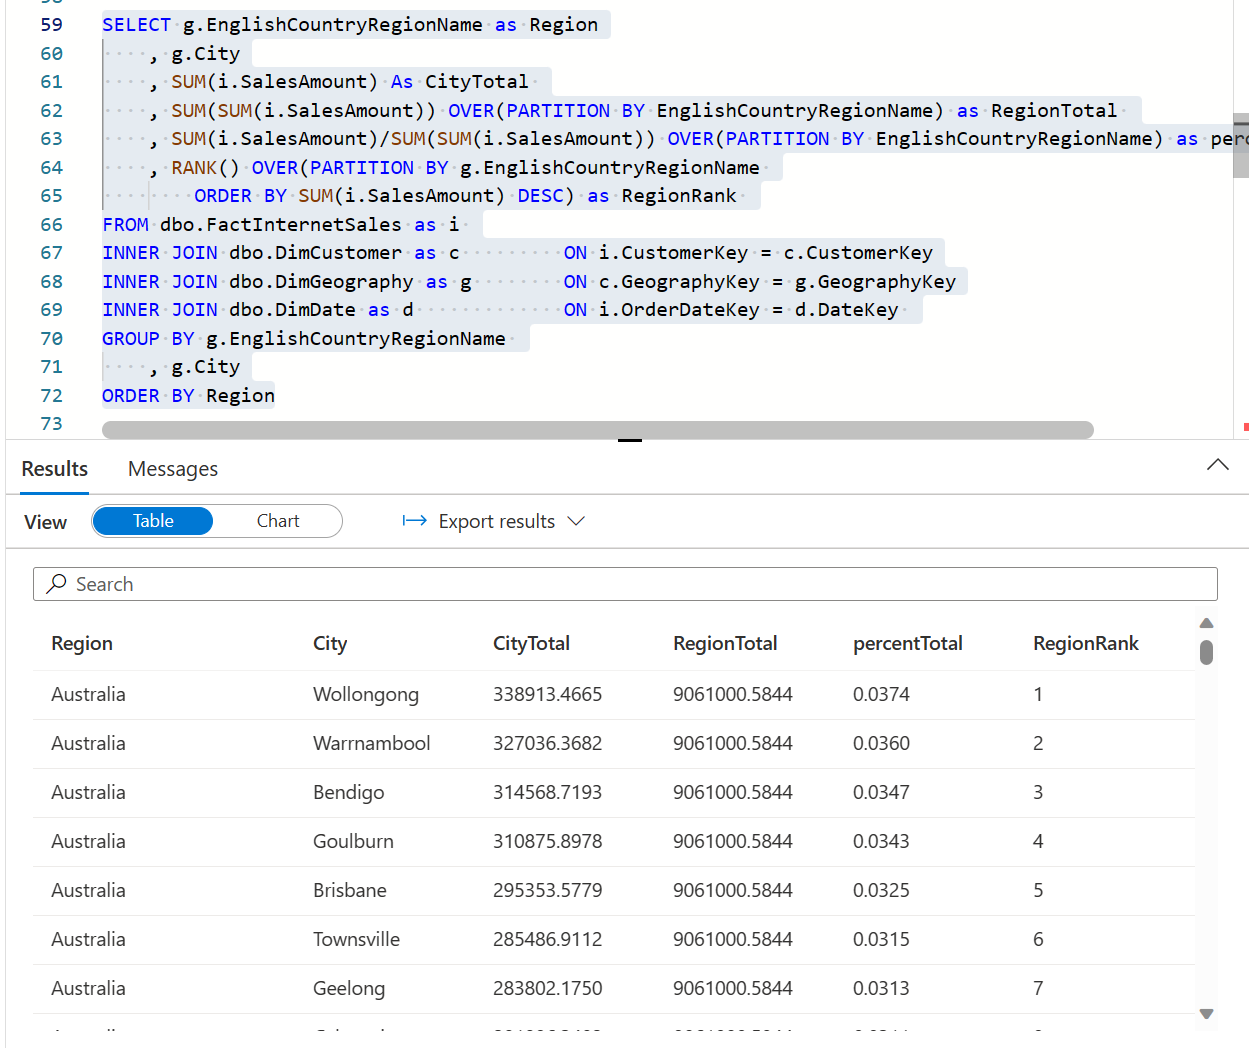 59 SELECT g.EnglishCountryRegionName as Region
60 , g.City
61 , SUM(i.SalesAmount) As CityTotal
62 , SUM(SUM(i.SalesAmount)) OVER(PARTITION BY EnglishCountryRegionName) as RegionTotal
63 , SUM(i.SalesAmount)/SUM(SUM(i.SalesAmount)) OVER(PARTITION BY EnglishCountryRegionName) as perc
64 , RANK() OVER(PARTITION BY g.EnglishCountryRegionName
65 ORDER BY SUM(i.SalesAmount) DESC) as RegionRank
66 FROM dbo.FactInternetSales as i
67 INNER JOIN dbo.DimCustomer as c ON i.CustomerKey = c.CustomerKey
68 INNER JOIN dbo.DimGeography as g ON c.GeographyKey = g.GeographyKey
69 INNER JOIN dbo.DimDate as d ON i.OrderDateKey = d.DateKey
70 GROUP BY g.EnglishCountryRegionName
71 , g.City
72 ORDER BY Region
73
Results Messages
View Table Chart Export results
Search
Region City CityTotal RegionTotal percentTotal RegionRank
Australia Wollongong 338913.4665 9061000.5844 0.0374 1
Australia Warrnambool 327036.3682 9061000.5844 0.0360 2
Australia Bendigo 314568.7193 9061000.5844 0.0347 3
Australia Goulburn 310875.8978 9061000.5844 0.0343 4
Australia Brisbane 295353.5779 9061000.5844 0.0325 5
Australia Townsville 285486.9112 9061000.5844 0.0315 6
Australia Geelong 283802.1750 9061000.5844 0.0313 7